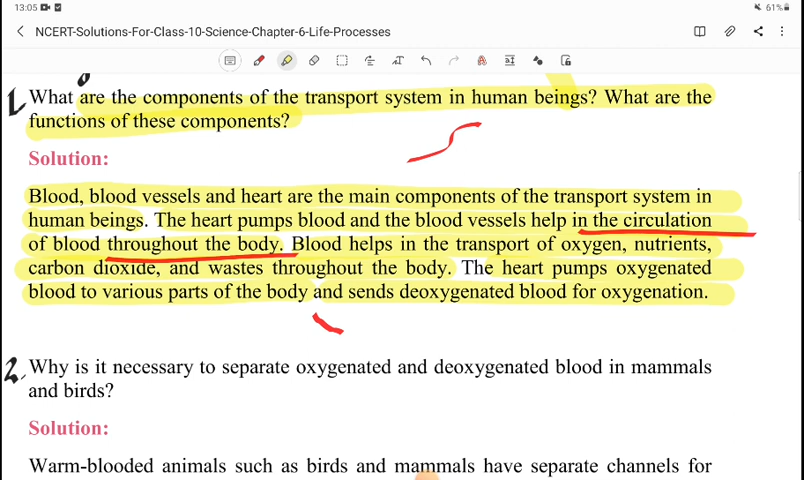 13:05
61%
NCERT-Solutions-For-Class-10-Science-Chapter-6-Life-Processes
1. What are the components of the transport system in human beings? What are the
functions of these components?
Solution:
Blood, blood vessels and heart are the main components of the transport system in
human beings. The heart pumps blood and the blood vessels help in the circulation
of blood throughout the body. Blood helps in the transport of oxygen, nutrients,
carbon dioxide, and wastes throughout the body. The heart pumps oxygenated
blood to various parts of the body and sends deoxygenated blood for oxygenation.
2. Why is it necessary to separate oxygenated and deoxygenated blood in mammals
and birds?
Solution:
Warm-blooded animals such as birds and mammals have separate channels for